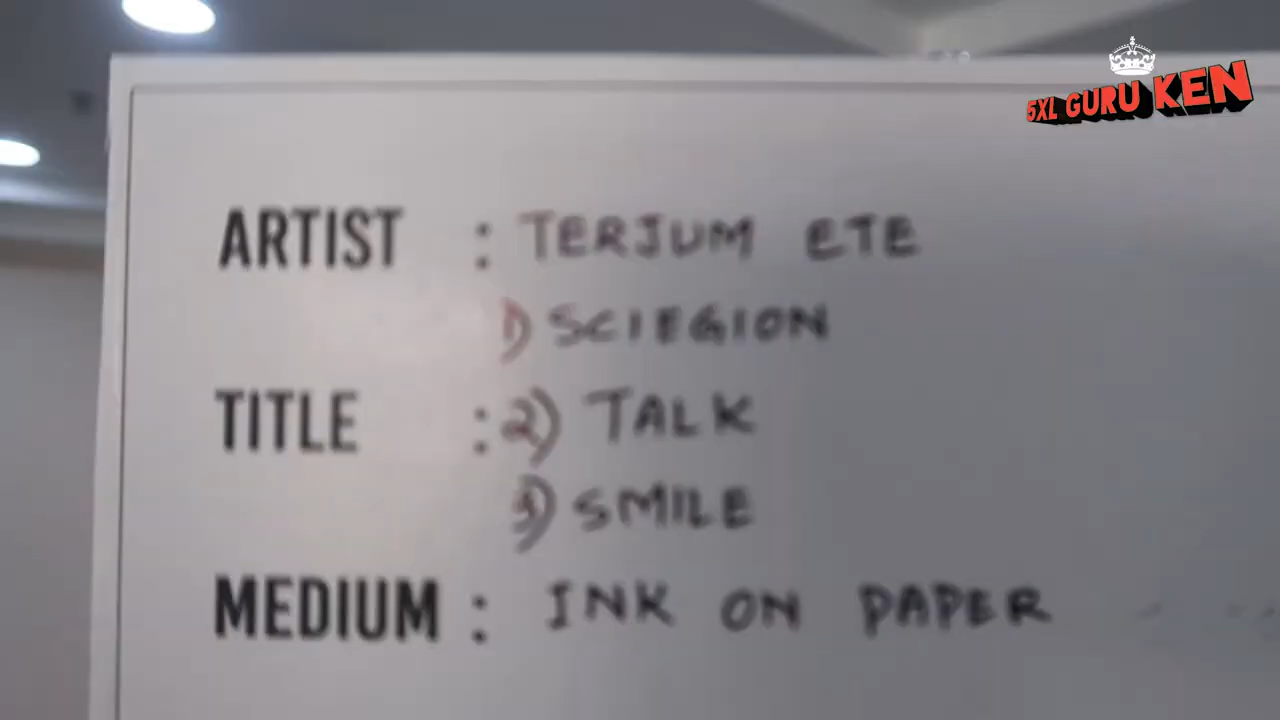 5XL GURU KEN
ARTIST : TERJUM ETE
1) SCIEGION
TITLE : 2) TALK
3) SMILE
MEDIUM : INK ON PAPER